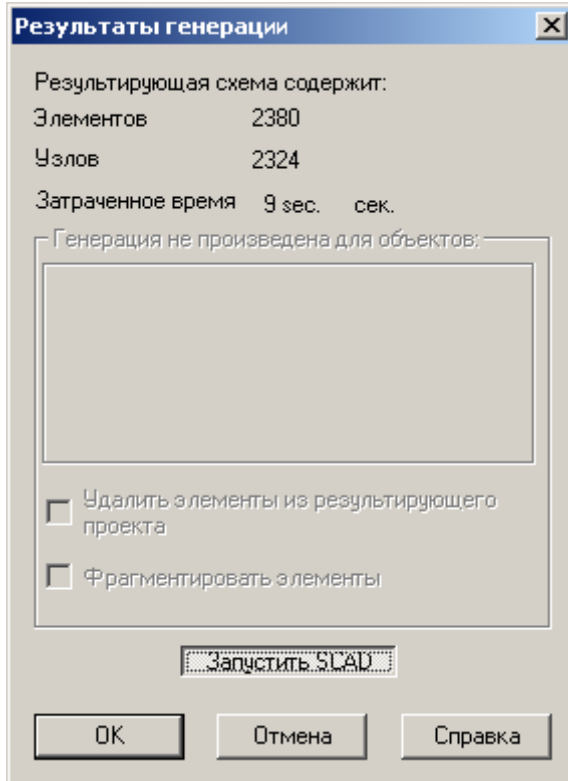 Результаты генерации
Результирующая схема содержит:
Элементов 2380
Узлов 2324
Затраченное время 9 sec. сек.
Генерация не произведена для объектов:
Удалить элементы из результирующего
проекта
Фрагментировать элементы
Запустить SCAD
OK Отмена Справка